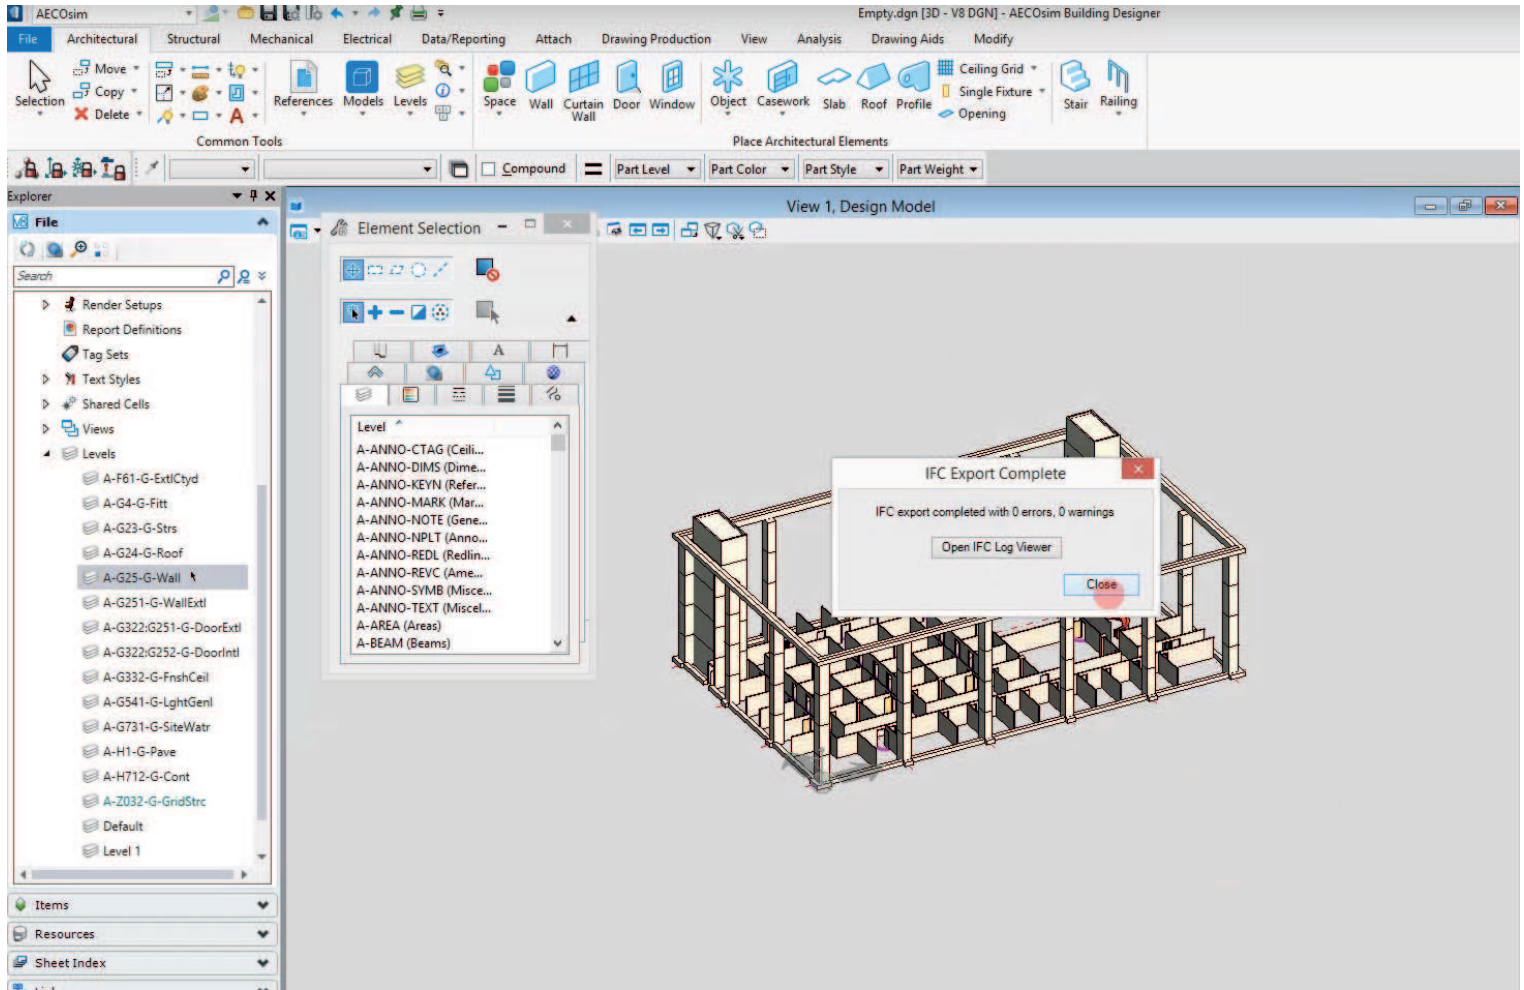 AECOsim
Empty.dgn [3D - V8 DGN] - AECOsim Building Designer
File Architectural Structural Mechanical Electrical Data/Reporting Attach Drawing Production View Analysis Drawing Aids Modify
Selection
Move
Copy
Delete
A
References Models Levels
Space Wall Curtain Wall Door Window Object Casework Slab Roof Profile
Ceiling Grid
Single Fixture
Opening
Stair Railing
Common Tools
Place Architectural Elements
Compound
Part Level Part Color Part Style Part Weight
Explorer
View 1, Design Model
V8 File
Search
Render Setups
Report Definitions
Tag Sets
Text Styles
Shared Cells
Views
Levels
A-F61-G-ExtlCtyd
A-G4-G-Fitt
A-G23-G-Strs
A-G24-G-Roof
A-G25-G-Wall
A-G251-G-WallExtl
A-G322:G251-G-DoorExtl
A-G322:G252-G-DoorIntl
A-G332-G-FnshCeil
A-G541-G-LghtGenl
A-G731-G-SiteWatr
A-H1-G-Pave
A-H712-G-Cont
A-Z032-G-GridStrc
Default
Level 1
Items
Resources
Sheet Index
Element Selection
A
Level
A-ANNO-CTAG (Ceili...
A-ANNO-DIMS (Dime...
A-ANNO-KEYN (Refer...
A-ANNO-MARK (Mar...
A-ANNO-NOTE (Gene...
A-ANNO-NPLT (Anno...
A-ANNO-REDL (Redlin...
A-ANNO-REVC (Ame...
A-ANNO-SYMB (Misce...
A-ANNO-TEXT (Miscel...
A-AREA (Areas)
A-BEAM (Beams)
IFC Export Complete
IFC export completed with 0 errors, 0 warnings
Open IFC Log Viewer
Close